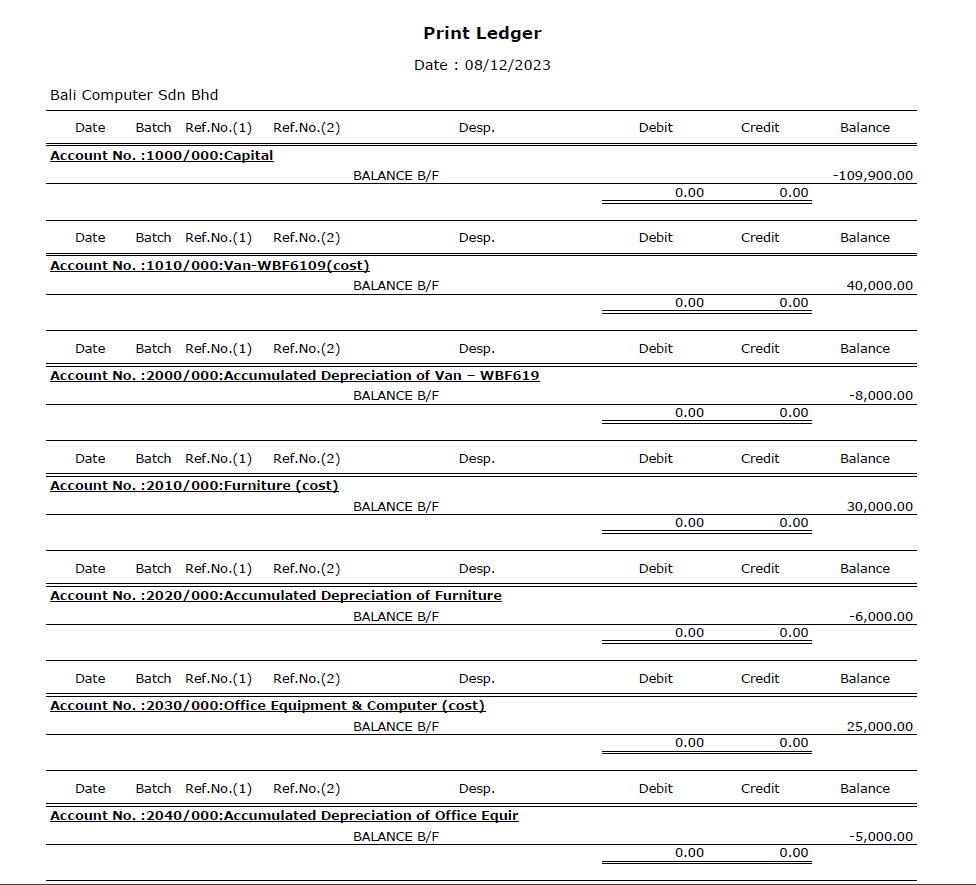 Print Ledger
Date : 08/12/2023
Bali Computer Sdn Bhd
Date Batch Ref.No.(1) Ref.No.(2) Desp. Debit Credit Balance
Account No. :1000/000:Capital
BALANCE B/F -109,900.00
0.00 0.00
Date Batch Ref.No.(1) Ref.No.(2) Desp. Debit Credit Balance
Account No. :1010/000:Van-WBF6109(cost)
BALANCE B/F 40,000.00
0.00 0.00
Date Batch Ref.No.(1) Ref.No.(2) Desp. Debit Credit Balance
Account No. :2000/000:Accumulated Depreciation of Van – WBF619
BALANCE B/F -8,000.00
0.00 0.00
Date Batch Ref.No.(1) Ref.No.(2) Desp. Debit Credit Balance
Account No. :2010/000:Furniture (cost)
BALANCE B/F 30,000.00
0.00 0.00
Date Batch Ref.No.(1) Ref.No.(2) Desp. Debit Credit Balance
Account No. :2020/000:Accumulated Depreciation of Furniture
BALANCE B/F -6,000.00
0.00 0.00
Date Batch Ref.No.(1) Ref.No.(2) Desp. Debit Credit Balance
Account No. :2030/000:Office Equipment & Computer (cost)
BALANCE B/F 25,000.00
0.00 0.00
Date Batch Ref.No.(1) Ref.No.(2) Desp. Debit Credit Balance
Account No. :2040/000:Accumulated Depreciation of Office Equir
BALANCE B/F -5,000.00
0.00 0.00